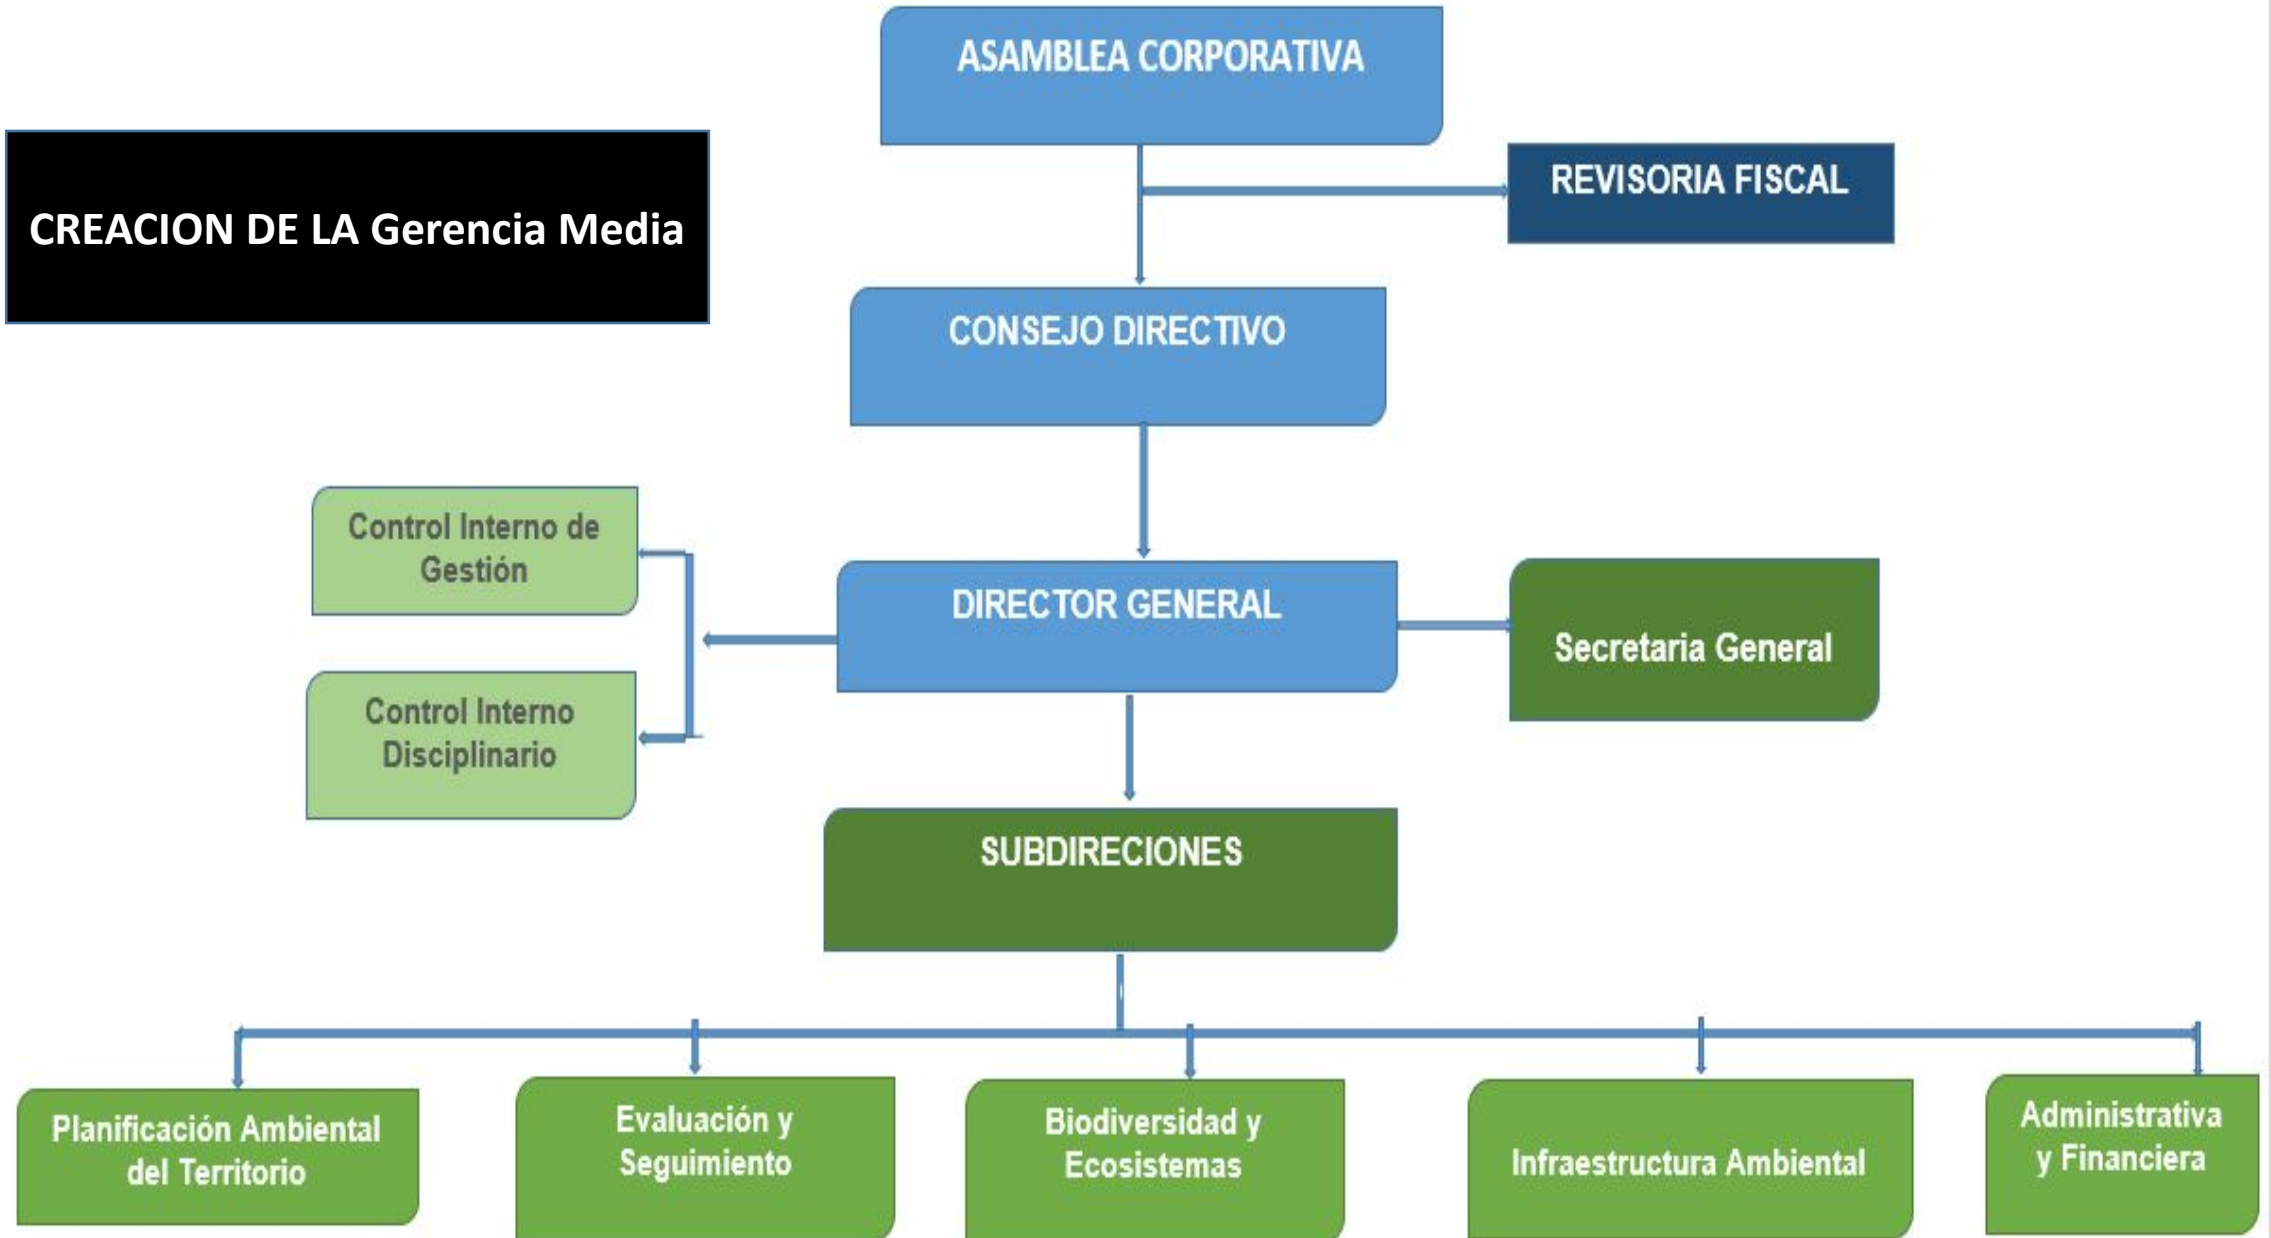 ASAMBLEA CORPORATIVA
REVISORIA FISCAL
CREACION DE LA Gerencia Media
CONSEJO DIRECTIVO
Control Interno de
Gestión
DIRECTOR GENERAL
Secretaria General
Control Interno
Disciplinario
SUBDIRECIONES
Planificación Ambiental
del Territorio
Evaluación y
Seguimiento
Biodiversidad y
Ecosistemas
Infraestructura Ambiental
Administrativa
y Financiera